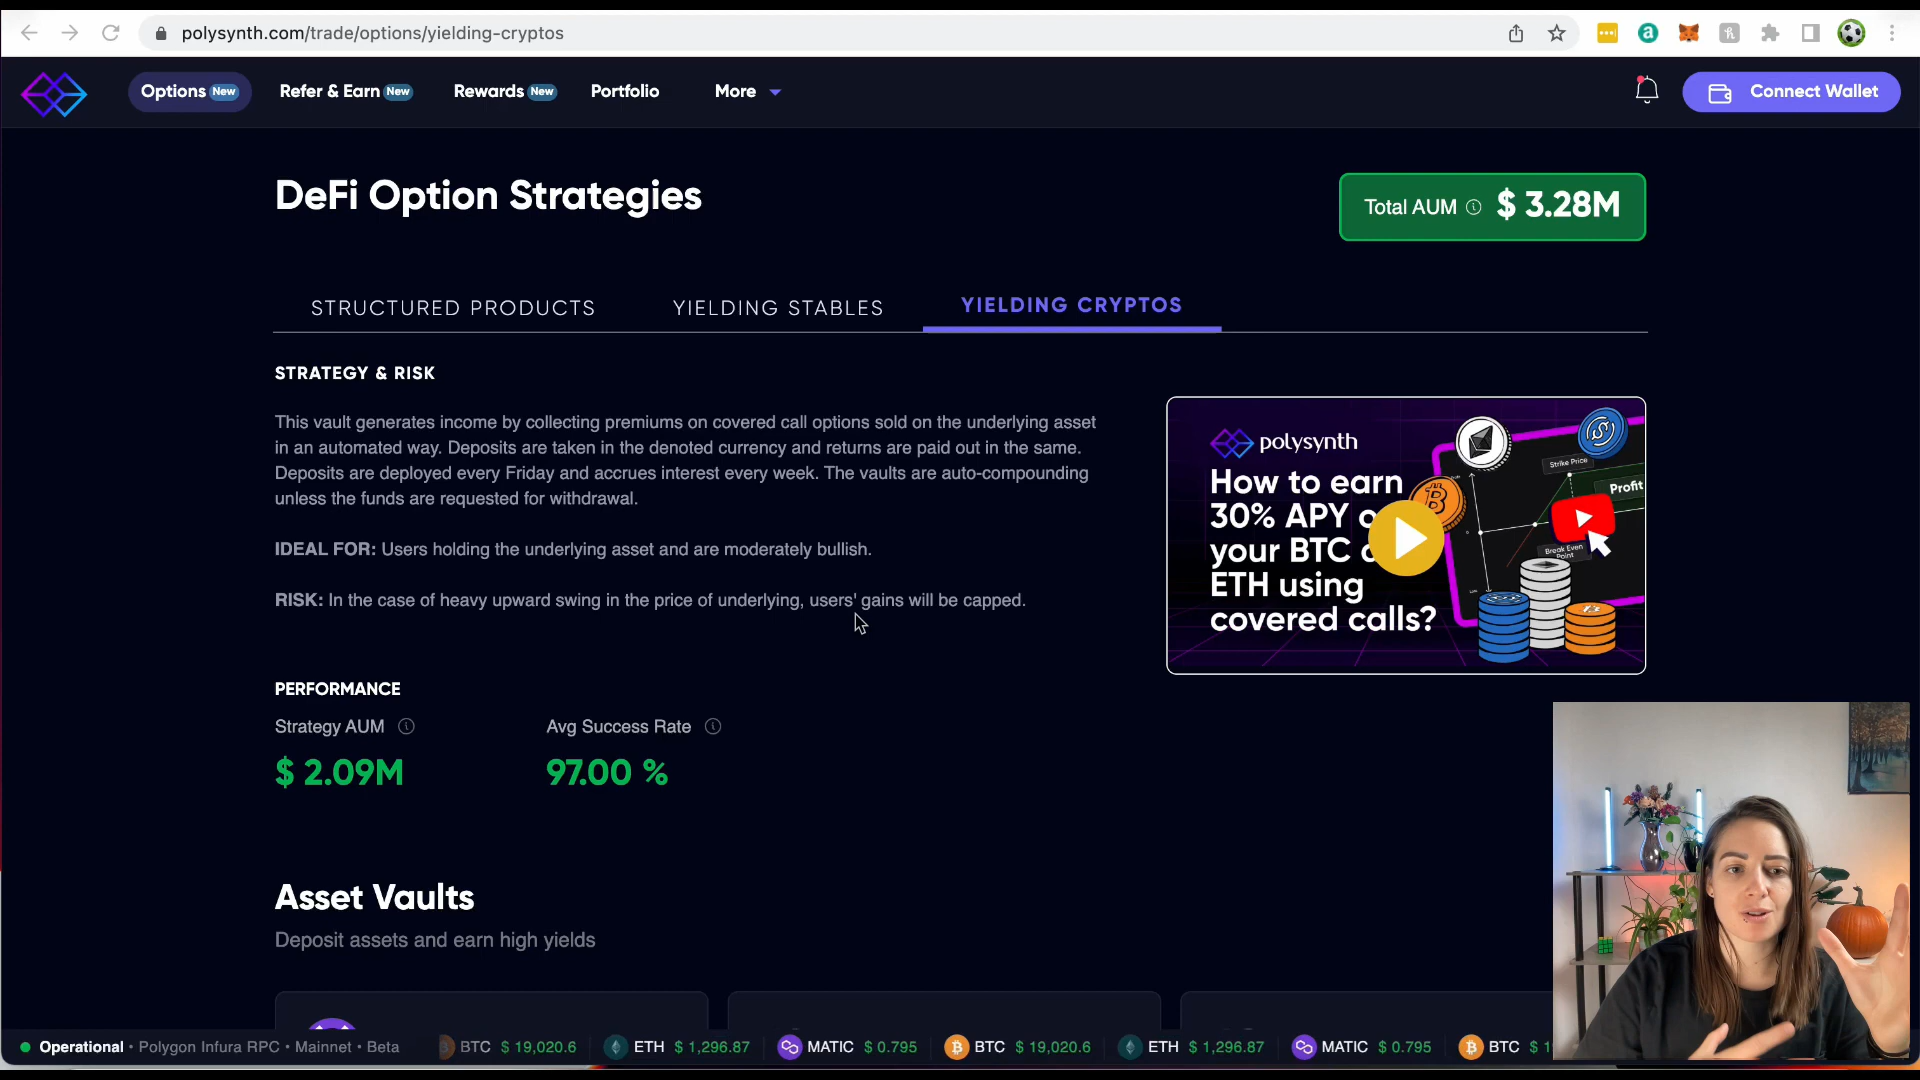 polysynth.com/trade/options/yielding-cryptos
Options New
Refer & Earn New
Rewards New
Portfolio
More
Connect Wallet
DeFi Option Strategies
Total AUM $ 3.28M
STRUCTURED PRODUCTS
YIELDING STABLES
YIELDING CRYPTOS
STRATEGY & RISK
This vault generates income by collecting premiums on covered call options sold on the underlying asset
in an automated way. Deposits are taken in the denoted currency and returns are paid out in the same.
Deposits are deployed every Friday and accrues interest every week. The vaults are auto-compounding
unless the funds are requested for withdrawal.
IDEAL FOR: Users holding the underlying asset and are moderately bullish.
RISK: In the case of heavy upward swing in the price of underlying, users' gains will be capped.
polysynth
How to earn
30% APY
your BTC
ETH using
covered calls?
Strike Price
Profit
Break Even
Point
PERFORMANCE
Strategy AUM
$ 2.09M
Avg Success Rate
97.00 %
Asset Vaults
Deposit assets and earn high yields
Operational • Polygon Infura RPC • Mainnet • Beta
BTC $ 19,020.6
ETH $ 1,296.87
MATIC $ 0.795
BTC $ 19,020.6
ETH $ 1,296.87
MATIC $ 0.795
BTC $